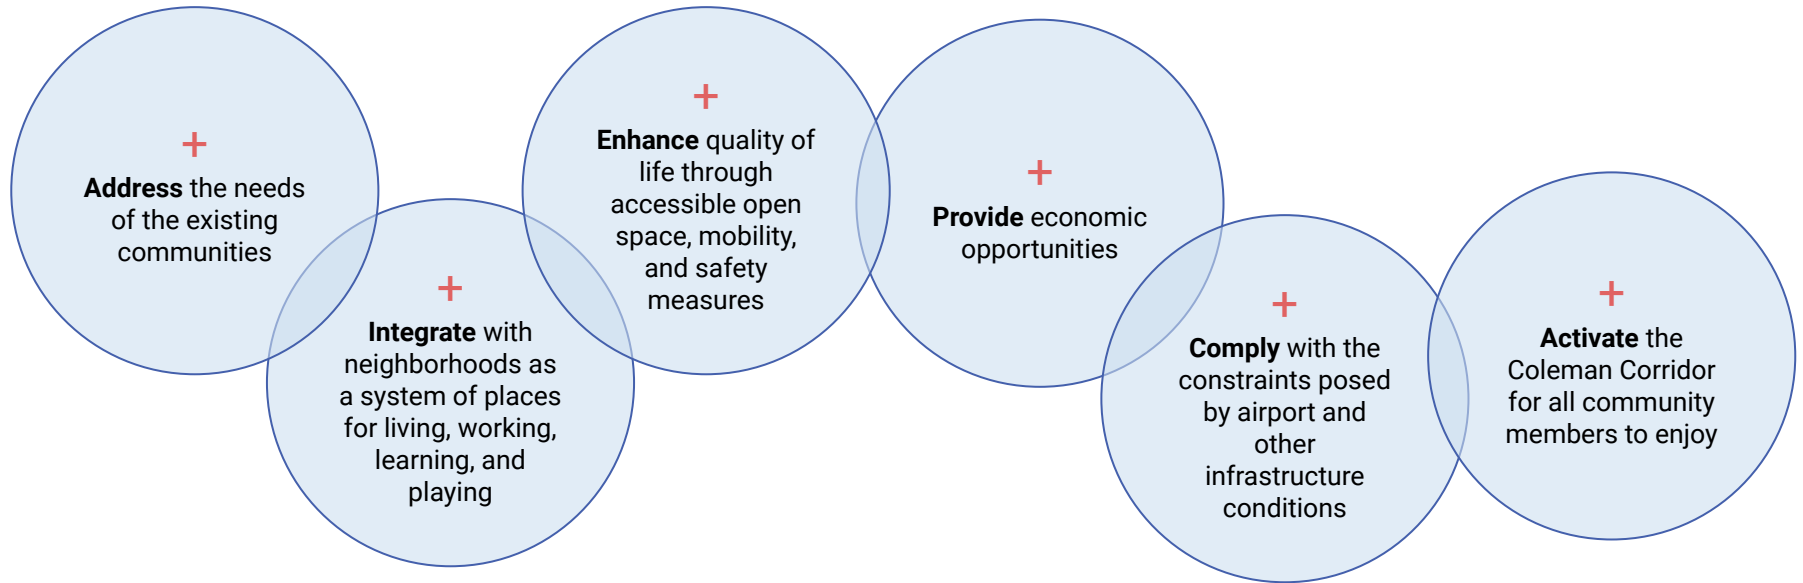 +
Address the needs
of the existing
communities
+
Integrate with
neighborhoods as
a system of places
for living, working,
learning, and
playing
+
Enhance quality of
life through
accessible open
space, mobility,
and safety
measures
+
Provide economic
opportunities
+
Comply with the
constraints posed
by airport and
other
infrastructure
conditions
+
Activate the
Coleman Corridor
for all community
members to enjoy